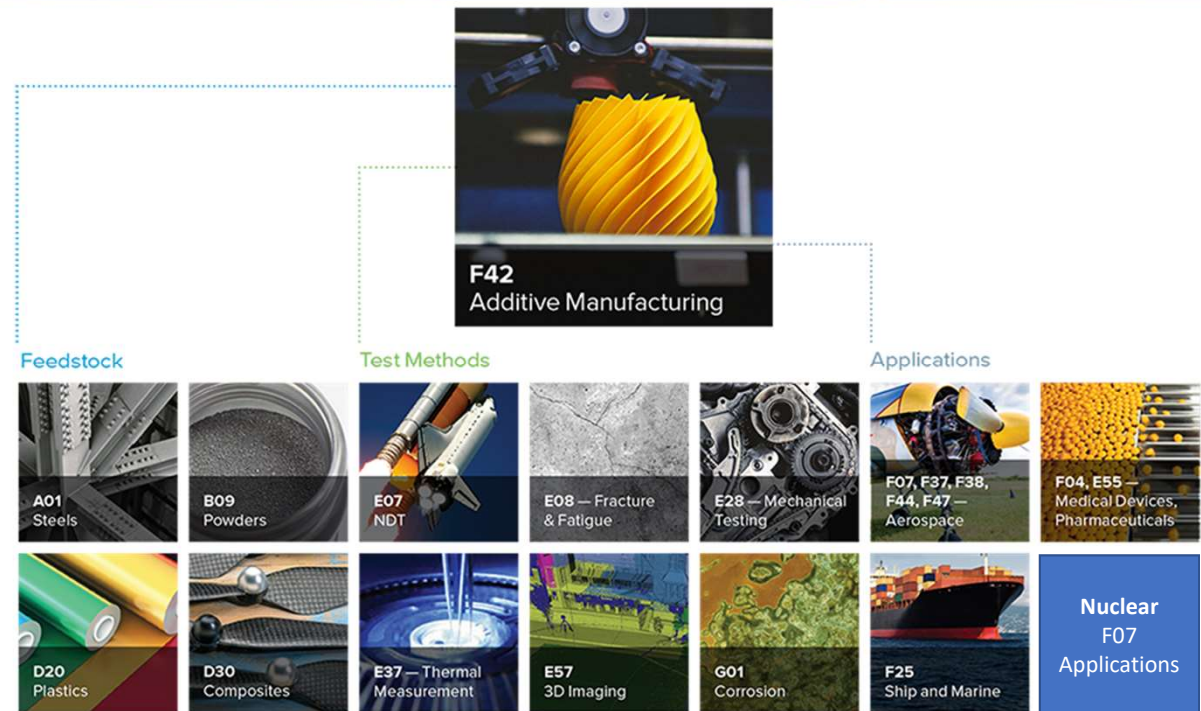 F42
Additive Manufacturing
Feedstock
Test Methods
Applications
A01
Steels
B09
Powders
E07
NDT
E08 — Fracture
& Fatigue
E28 — Mechanical
Testing
F07, F37, F38,
F44, F47 —
Aerospace
F04, E55 —
Medical Devices,
Pharmaceuticals
D20
Plastics
D30
Composites
E37 — Thermal
Measurement
E57
3D Imaging
G01
Corrosion
F25
Ship and Marine
Nuclear
F07
Applications